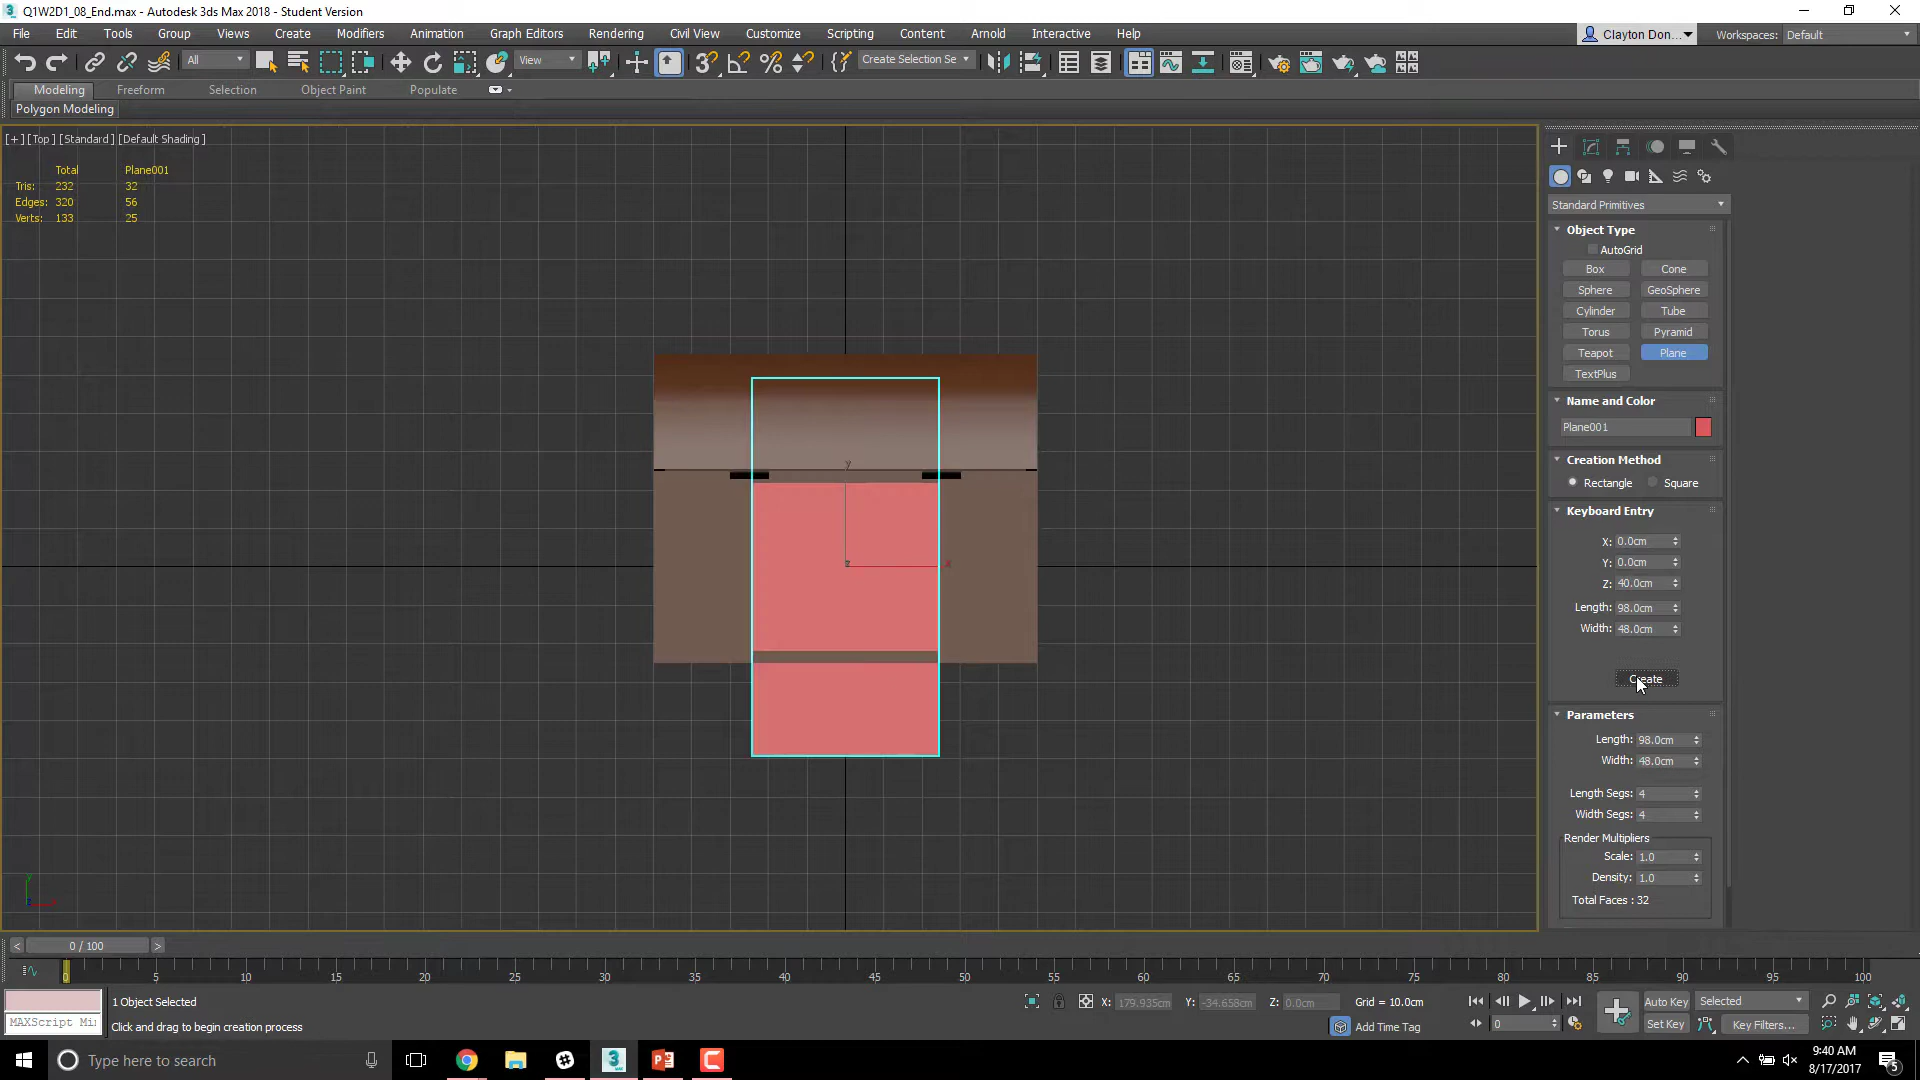 Q1W2D1_08_End.max - Autodesk 3ds Max 2018 - Student Version
File Edit Tools Group Views Create Modifiers Animation Graph Editors Rendering Civil View Customize Scripting Content Arnold Interactive Help
Clayton Don... Workspaces: Default
All View Create Selection Se
Modeling Freeform Selection Object Paint Populate
Polygon Modeling
[+] [Top] [Standard] [Default Shading]
Total Plane001
Tris: 232 32
Edges: 320 56
Verts: 133 25
y
z x
Standard Primitives
Object Type
AutoGrid
Box Cone
Sphere GeoSphere
Cylinder Tube
Torus Pyramid
Teapot Plane
TextPlus
Name and Color
Plane001
Creation Method
Rectangle Square
Keyboard Entry
X: 0.0cm
Y: 0.0cm
Z: 40.0cm
Length: 98.0cm
Width: 48.0cm
Create
Parameters
Length: 98.0cm
Width: 48.0cm
Length Segs: 4
Width Segs: 4
Render Multipliers
Scale: 1.0
Density: 1.0
Total Faces : 32
< 0 / 100 >
0 5 10 15 20 25 30 35 40 45 50 55 60 65 70 75 80 85 90 95 100
1 Object Selected X: 179.935cm Y: -34.658cm Z: 0.0cm Grid = 10.0cm Auto Key Selected
MAXScript Mi Click and drag to begin creation process Add Time Tag 0 Set Key Key Filters...
Type here to search
9:40 AM
8/17/2017
5